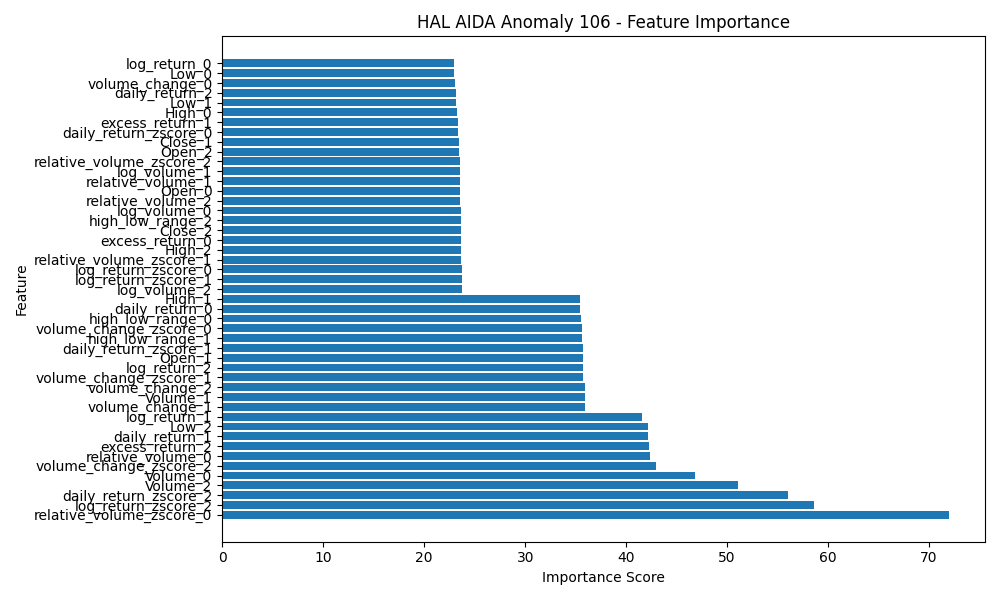 HAL AIDA Anomaly 106 - Feature Importance
log_return_0
Low_0
volume_change_0
daily_return_2
Low_1
High_0
excess_return_1
daily_return_zscore_0
Close_1
Open_2
relative_volume_zscore_2
log_volume_1
relative_volume_1
Open_0
relative_volume_2
log_volume_0
high_low_range_2
Close_2
excess_return_0
High_2
relative_volume_zscore_1
log_return_zscore_0
log_return_zscore_1
log_volume_2
High_1
daily_return_0
high_low_range_0
volume_change_zscore_0
high_low_range_1
daily_return_zscore_1
Open_1
log_return_2
volume_change_zscore_1
volume_change_2
Volume_1
volume_change_1
log_return_1
Low_2
daily_return_1
excess_return_2
relative_volume_0
volume_change_zscore_2
Volume_0
Volume_2
daily_return_zscore_2
log_return_zscore_2
relative_volume_zscore_0
Feature
0 10 20 30 40 50 60 70
Importance Score